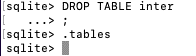 [sqlite> DROP TABLE inter
[   ...> ;
[sqlite> .tables
sqlite>